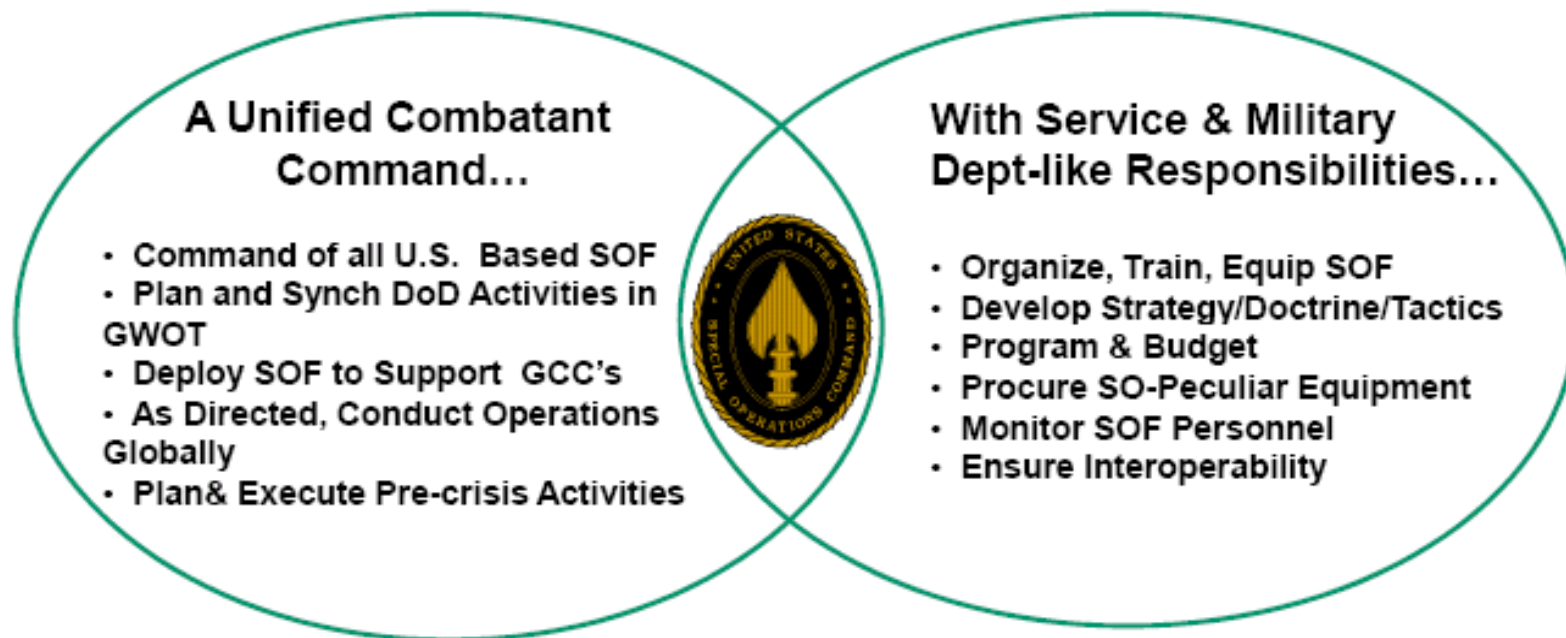 A Unified Combatant
Command...
• Command of all U.S. Based SOF
• Plan and Synch DoD Activities in
GWOT
• Deploy SOF to Support GCC's
• As Directed, Conduct Operations
Globally
• Plan& Execute Pre-crisis Activities
UNITED STATES
SPECIAL OPERATIONS COMMAND
With Service & Military
Dept-like Responsibilities...
• Organize, Train, Equip SOF
• Develop Strategy/Doctrine/Tactics
• Program & Budget
• Procure SO-Peculiar Equipment
• Monitor SOF Personnel
• Ensure Interoperability